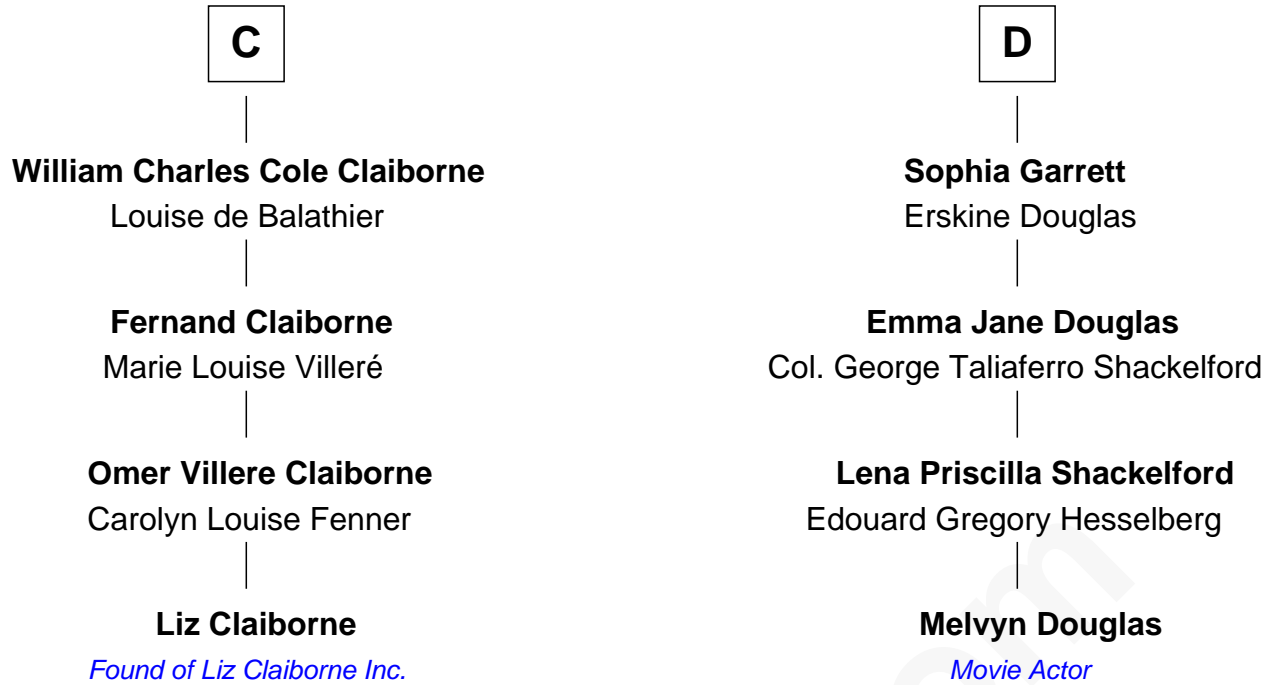 C
William Charles Cole Claiborne
Louise de Balathier
Fernand Claiborne
Marie Louise Villeré
Omer Villere Claiborne
Carolyn Louise Fenner
Liz Claiborne
Found of Liz Claiborne Inc.
D
Sophia Garrett
Erskine Douglas
Emma Jane Douglas
Col. George Taliaferro Shackelford
Lena Priscilla Shackelford
Edouard Gregory Hesselberg
Melvyn Douglas
Movie Actor